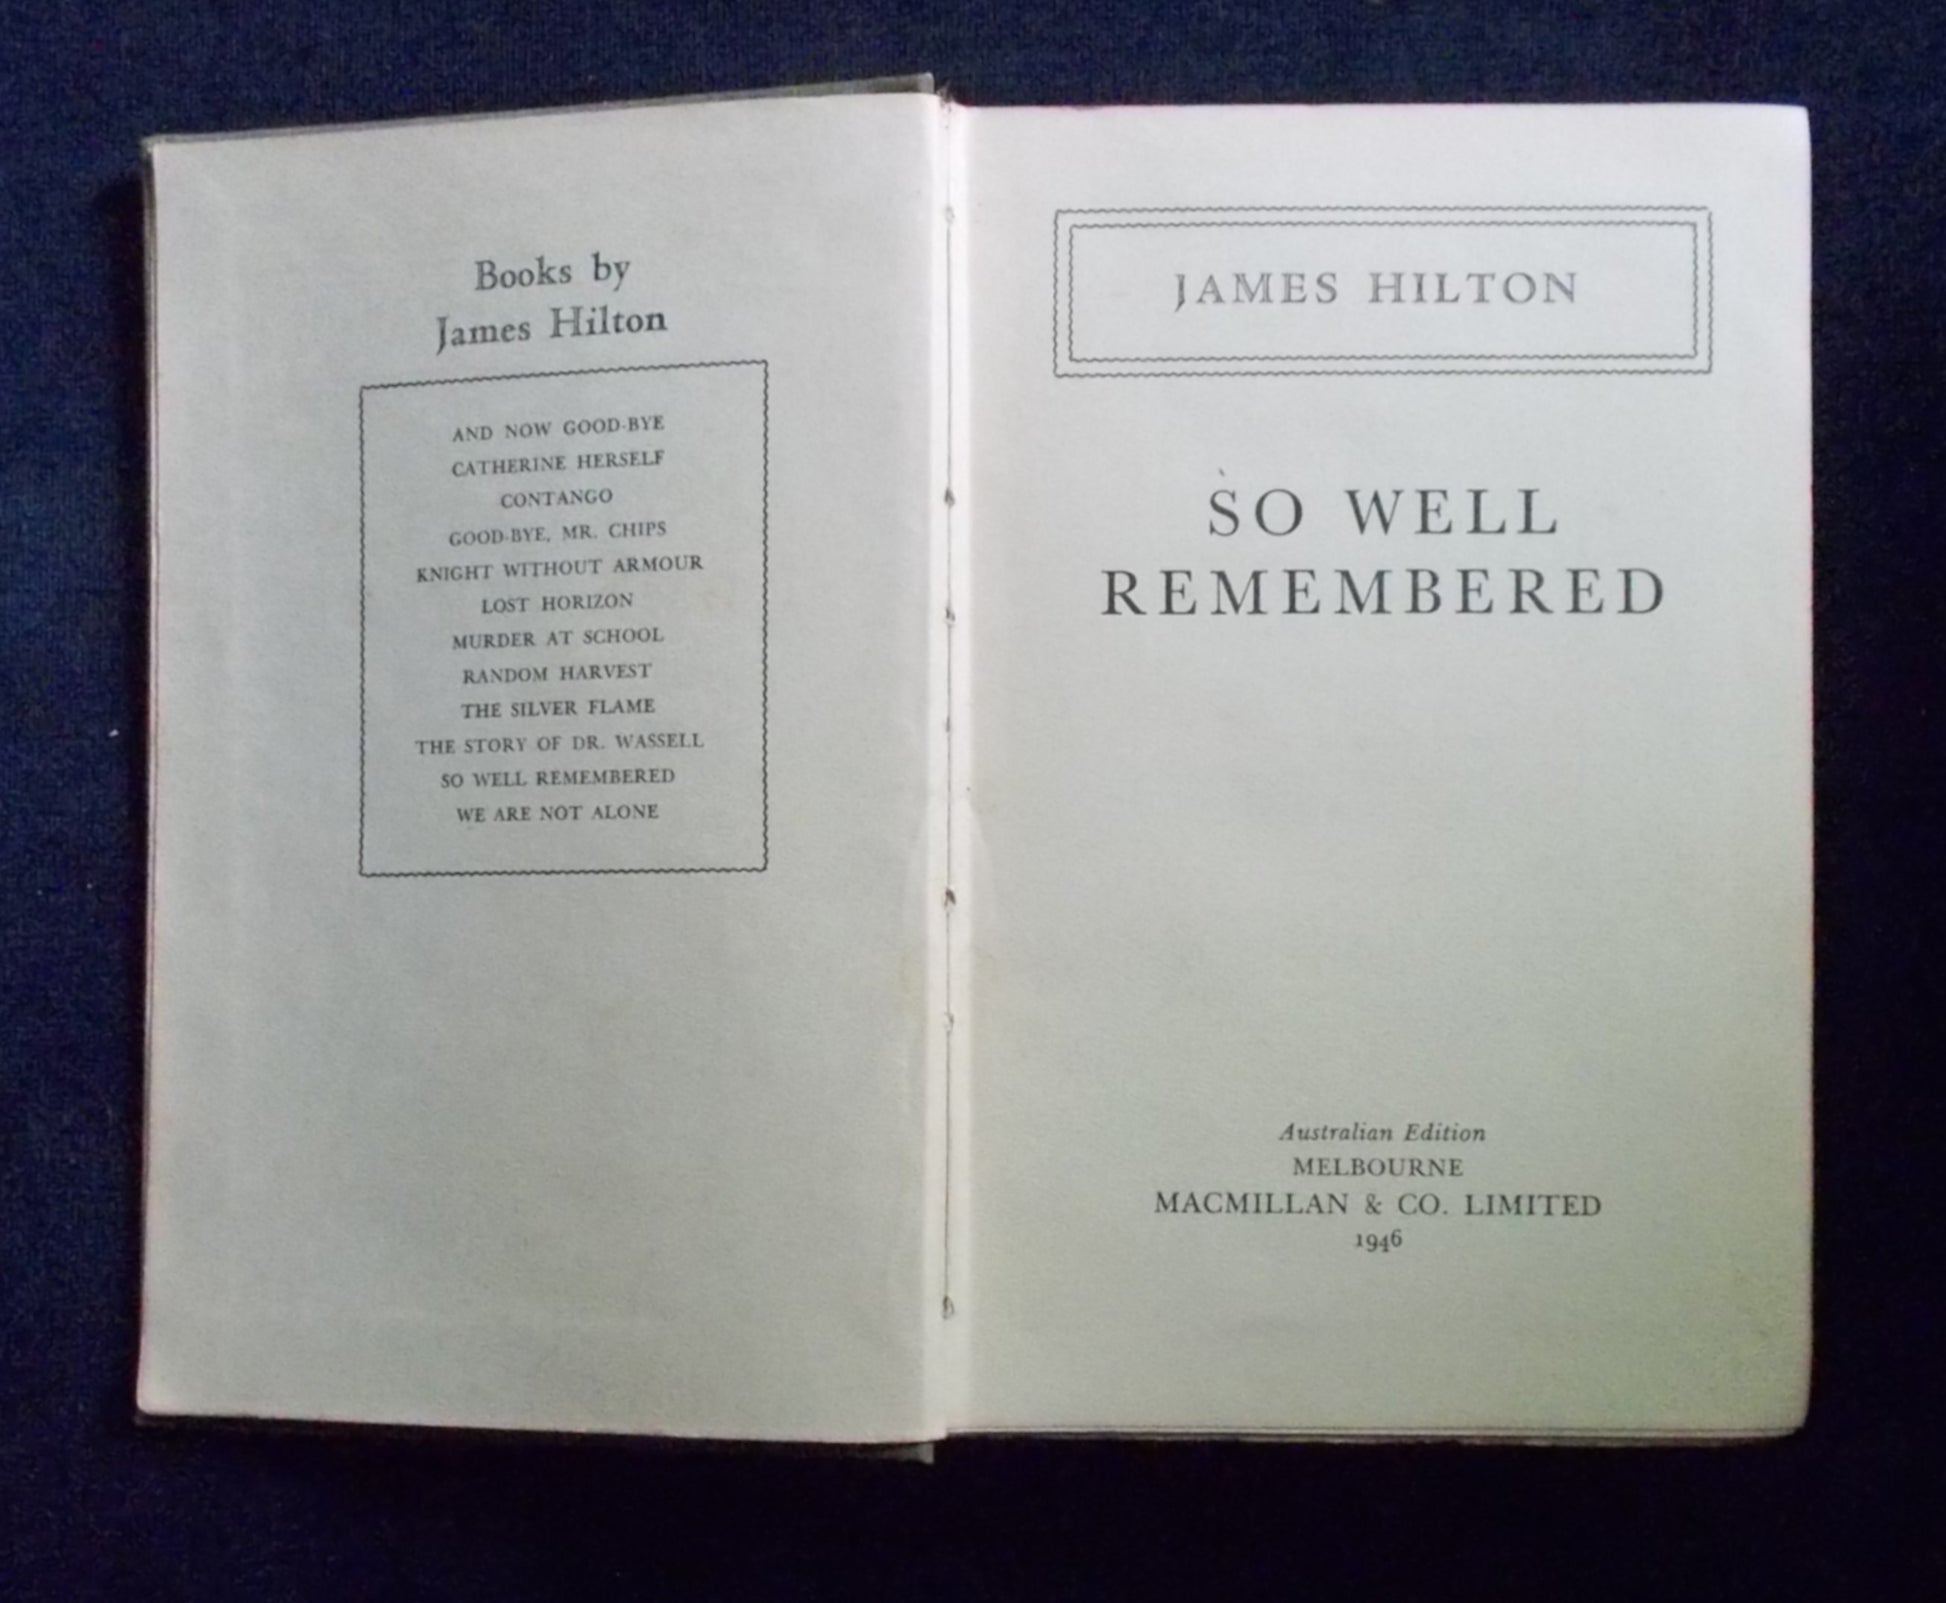 Books by
James Hilton
AND NOW GOOD-BYE
CATHERINE HERSELF
CONTANGO
GOOD-BYE, MR. CHIPS
KNIGHT WITHOUT ARMOUR
LOST HORIZON
MURDER AT SCHOOL
RANDOM HARVEST
THE SILVER FLAME
THE STORY OF DR. WASSELL
SO WELL REMEMBERED
WE ARE NOT ALONE
JAMES HILTON
SO WELL
REMEMBERED
Australian Edition
MELBOURNE
MACMILLAN & CO. LIMITED
1946